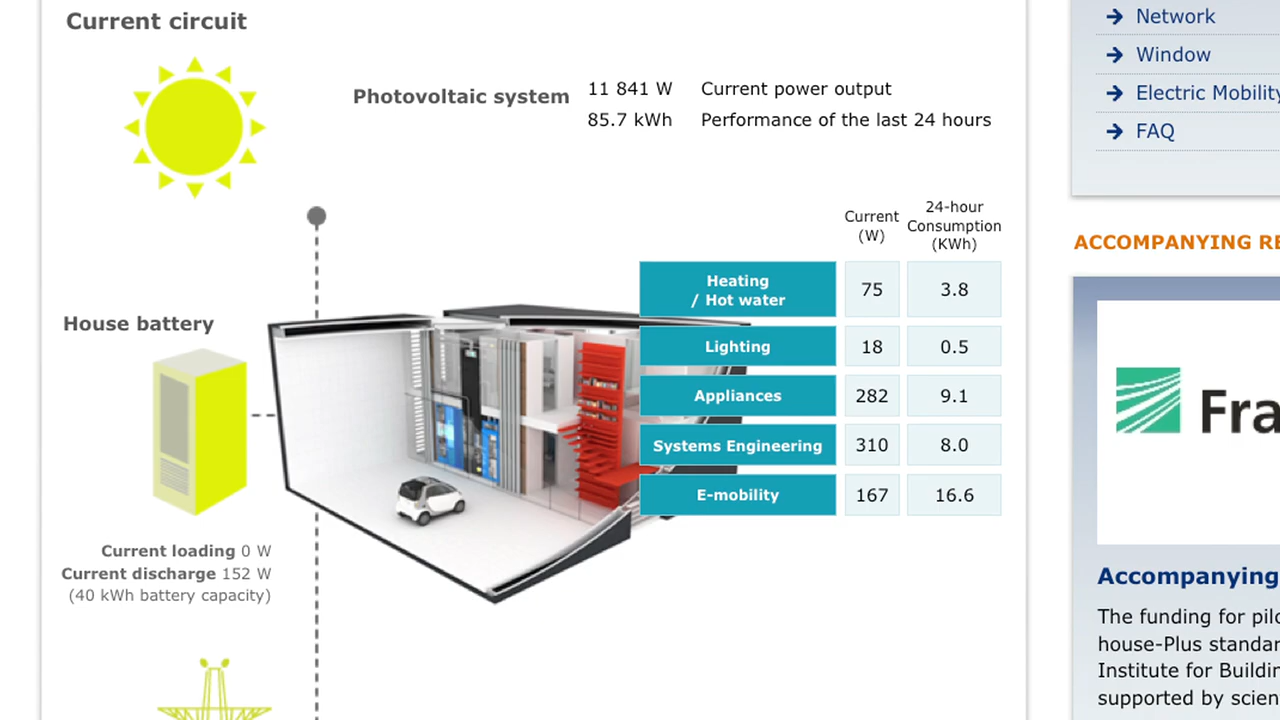 Current circuit
Photovoltaic system
11 841 W Current power output
85.7 kWh Performance of the last 24 hours
Current
(W)
24-hour
Consumption
(KWh)
Heating
/ Hot water
75 3.8
Lighting 18 0.5
Appliances 282 9.1
Systems Engineering 310 8.0
E-mobility 167 16.6
House battery
Current loading 0 W
Current discharge 152 W
(40 kWh battery capacity)
→ Network
→ Window
→ Electric Mobility
→ FAQ
ACCOMPANYING RE
Fra
Accompanying
The funding for pilo
house-Plus standar
Institute for Buildin
supported by scien